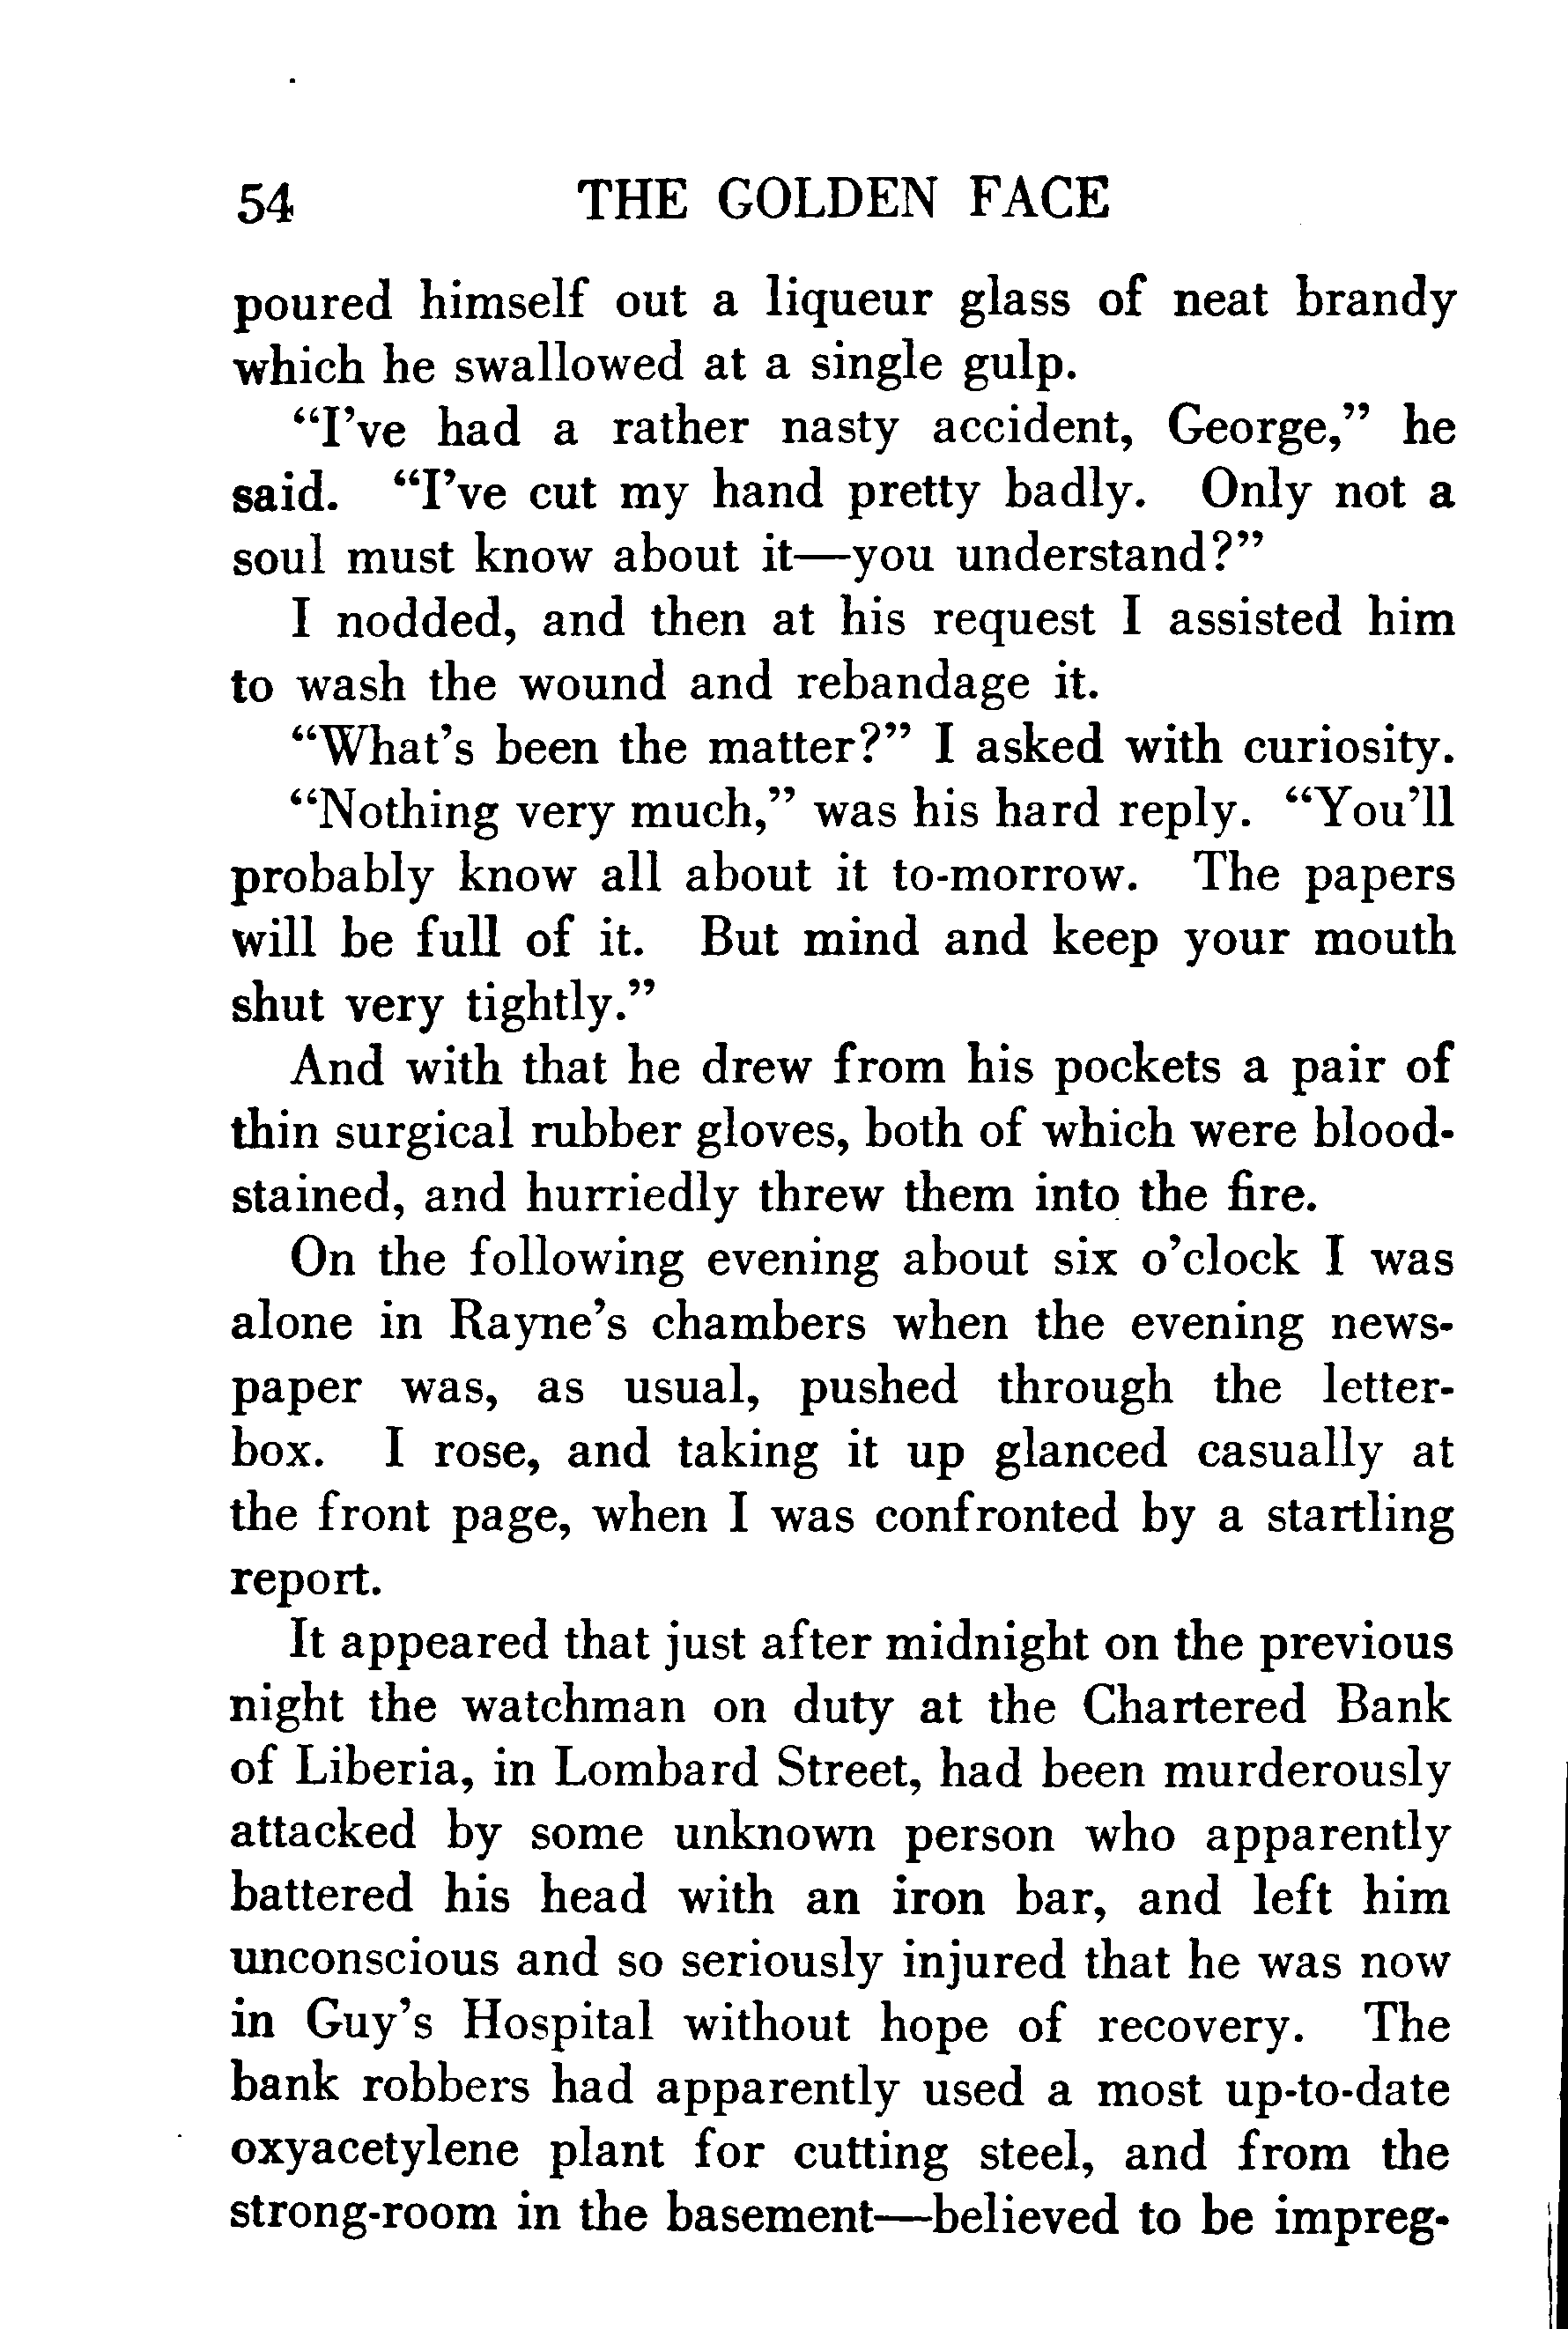 54 THE GOLDEN FACE
poured himself out a liqueur glass of neat brandy
which he swallowed at a single gulp.
“I’ve had a rather nasty accident, George,” he
said. “I’ve cut my hand pretty badly. Only not a
soul must know about it—you understand?”
I nodded, and then at his request I assisted him
to wash the wound and rebandage it.
“What’s been the matter?” I asked with curiosity.
“Nothing very much,” was his hard reply. “You’ll
probably know all about it to-morrow. The papers
will be full of it. But mind and keep your mouth
shut very tightly.”
And with that he drew from his pockets a pair of
thin surgical rubber gloves, both of which were blood-
stained, and hurriedly threw them into the fire.
On the following evening about six o’clock I was
alone in Rayne’s chambers when the evening news-
paper was, as usual, pushed through the letter-
box. I rose, and taking it up glanced casually at
the front page, when I was confronted by a startling
report.
It appeared that just after midnight on the previous
night the watchman on duty at the Chartered Bank
of Liberia, in Lombard Street, had been murderously
attacked by some unknown person who apparently
battered his head with an iron bar, and left him
unconscious and so seriously injured that he was now
in Guy’s Hospital without hope of recovery. The
bank robbers had apparently used a most up-to-date
oxyacetylene plant for cutting steel, and from the
strong-room in the basement—believed to be impreg-